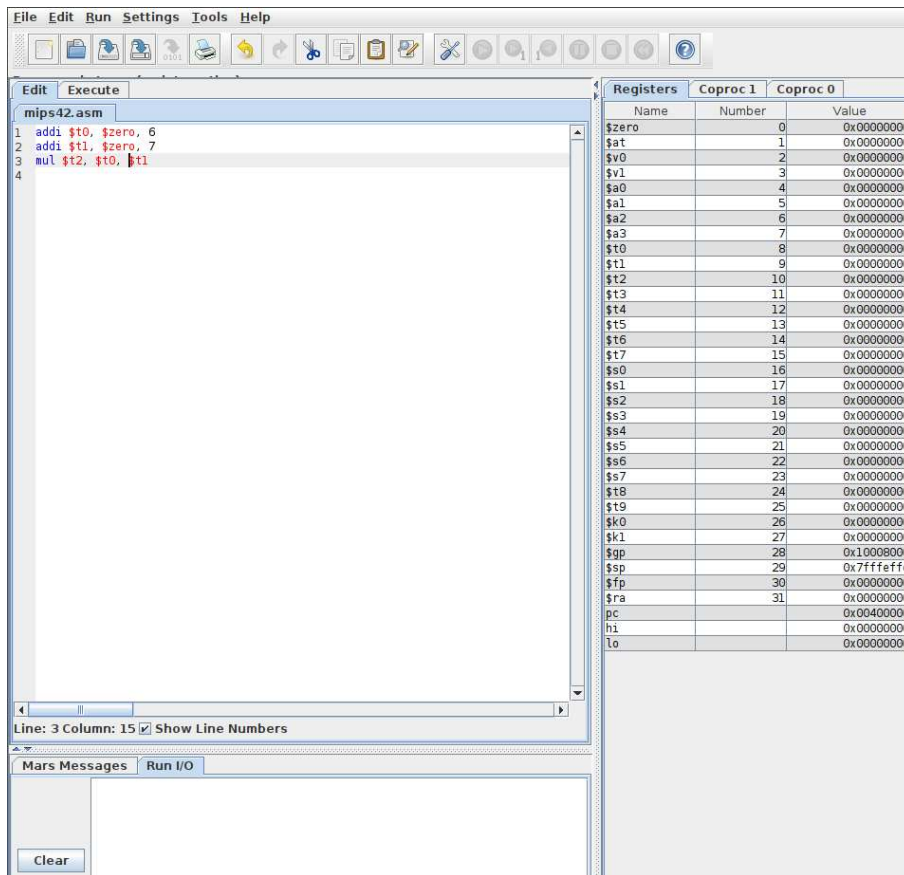 File Edit Run Settings Tools Help
Edit Execute
mips42.asm
1 addi $t0, $zero, 6
2 addi $t1, $zero, 7
3 mul $t2, $t0, $t1
4
Line: 3 Column: 15 Show Line Numbers
Mars Messages Run I/O
Clear
Registers Coproc 1 Coproc 0
Name Number Value
$zero 0 0x0000000
$at 1 0x0000000
$v0 2 0x0000000
$v1 3 0x0000000
$a0 4 0x0000000
$a1 5 0x0000000
$a2 6 0x0000000
$a3 7 0x0000000
$t0 8 0x0000000
$t1 9 0x0000000
$t2 10 0x0000000
$t3 11 0x0000000
$t4 12 0x0000000
$t5 13 0x0000000
$t6 14 0x0000000
$t7 15 0x0000000
$s0 16 0x0000000
$s1 17 0x0000000
$s2 18 0x0000000
$s3 19 0x0000000
$s4 20 0x0000000
$s5 21 0x0000000
$s6 22 0x0000000
$s7 23 0x0000000
$t8 24 0x0000000
$t9 25 0x0000000
$k0 26 0x0000000
$k1 27 0x0000000
$gp 28 0x1000800
$sp 29 0x7fffeff
$fp 30 0x0000000
$ra 31 0x0000000
pc 0x0040000
hi 0x0000000
lo 0x0000000